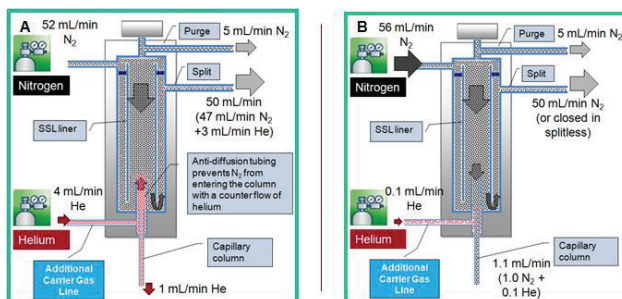 A
52 mL/min
N2
Nitrogen
Purge
5 mL/min N2
Split
50 mL/min
(47 mL/min N2
+3 mL/min He)
SSL liner
Anti-diffusion tubing
prevents N2 from
entering the column
with a counter flow of
helium
4 mL/min
He
Helium
Additional
Carrier Gas
Line
Capillary
column
1 mL/min He
B
56 mL/min
N2
Nitrogen
Purge
5 mL/min N2
Split
50 mL/min N2
(or closed in
splitless)
SSL liner
0.1 mL/min
He
Helium
Additional
Carrier Gas
Line
Capillary
column
1.1 mL/min
(1.0 N2 +
0.1 He)